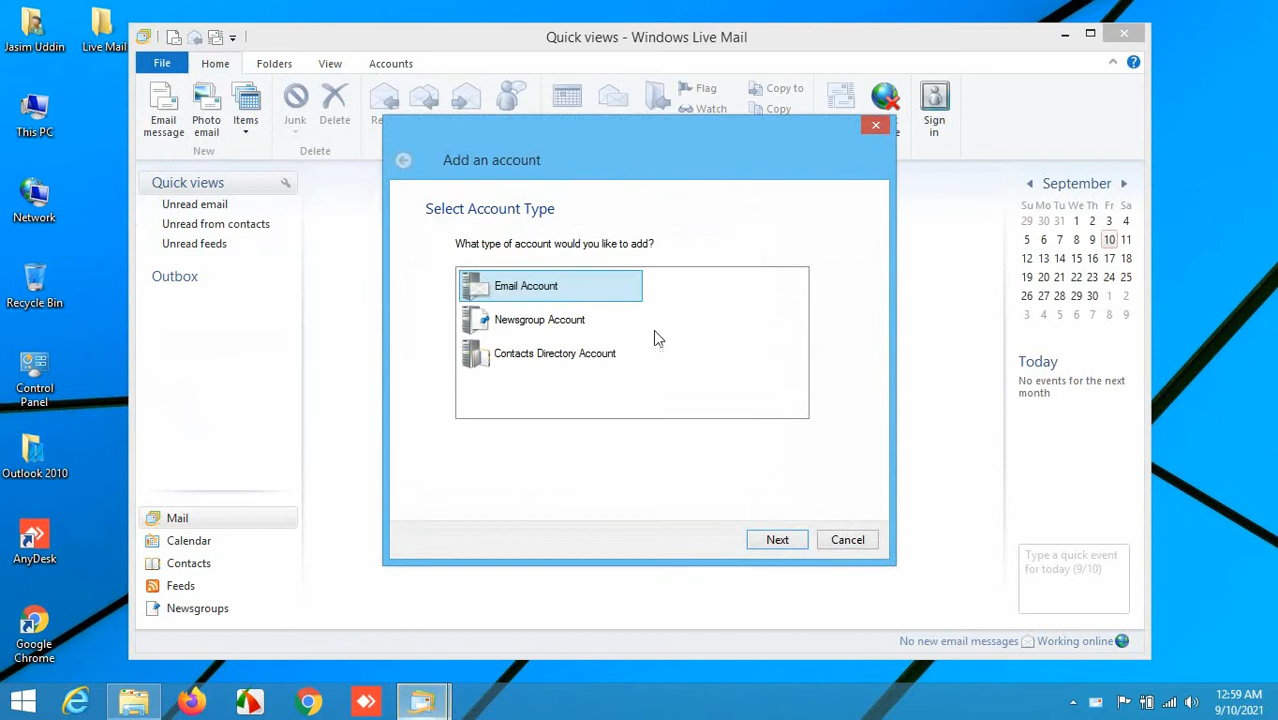 Quick views - Windows Live Mail
File Home Folders View Accounts
Email message
Photo email
Items
New
Junk
Delete
Delete
Flag
Watch
Copy to
Copy
Sign in
Jasim Uddin
Live Mail
This PC
Network
Recycle Bin
Control Panel
Outlook 2010
AnyDesk
Google Chrome
Quick views
Unread email
Unread from contacts
Unread feeds
Outbox
Mail
Calendar
Contacts
Feeds
Newsgroups
Add an account
Select Account Type
What type of account would you like to add?
Email Account
Newsgroup Account
Contacts Directory Account
Next Cancel
September
Su Mo Tu We Th Fr Sa
29 30 31 1 2 3 4
5 6 7 8 9 10 11
12 13 14 15 16 17 18
19 20 21 22 23 24 25
26 27 28 29 30 1 2
3 4 5 6 7 8 9
Today
No events for the next
month
Type a quick event
for today (9/10)
No new email messages Working online
12:59 AM
9/10/2021